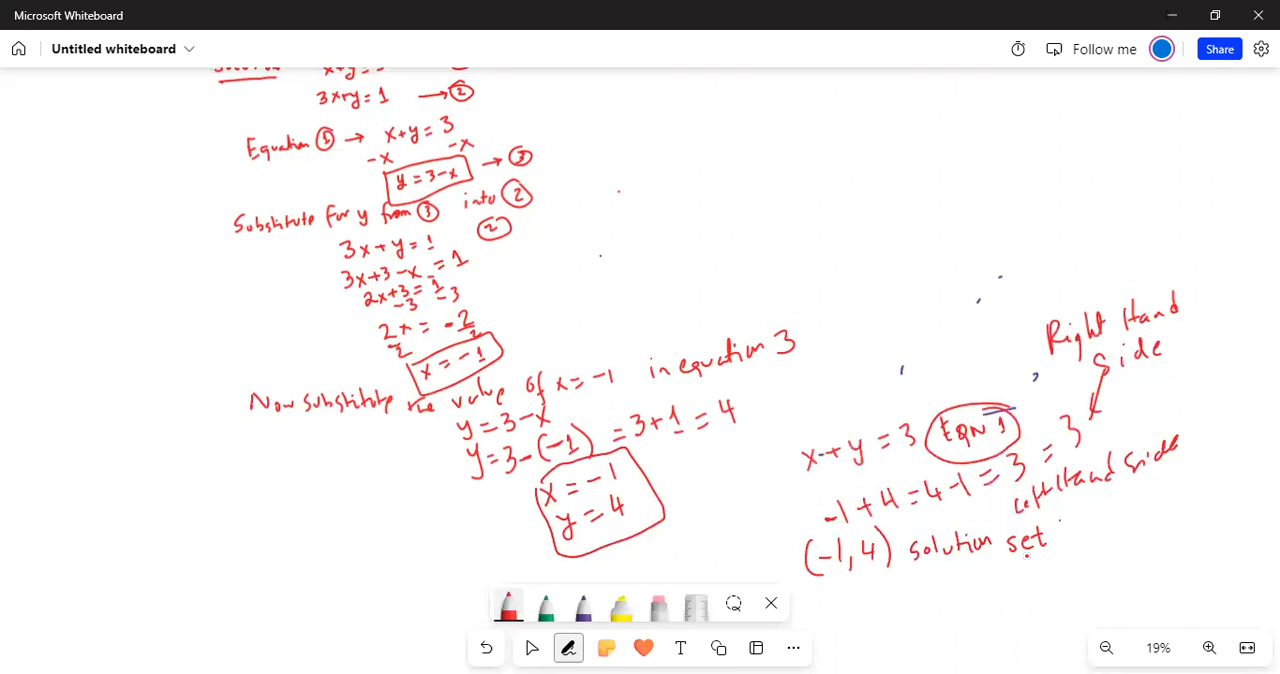 Microsoft Whiteboard
Untitled whiteboard
Follow me
Share
3x+y = 1 → ②
Equation ① → x+y = 3
-x -x
y = 3-x → ③
Substitute for y from ③ into ②
②
3x + y = 1
3x+3 -x = 1
2x+3 = 1
-3 -3
2x = -2
2 2
x = -1
Now substitute the value of x = -1 in equation 3
y = 3-x
y = 3-(-1) = 3+1 = 4
x = -1
y = 4
Right Hand
Side
x+y = 3 EQN 1
-1+4 = 4-1 = 3 = 3
Left Hand Side
(-1,4) solution set
19%